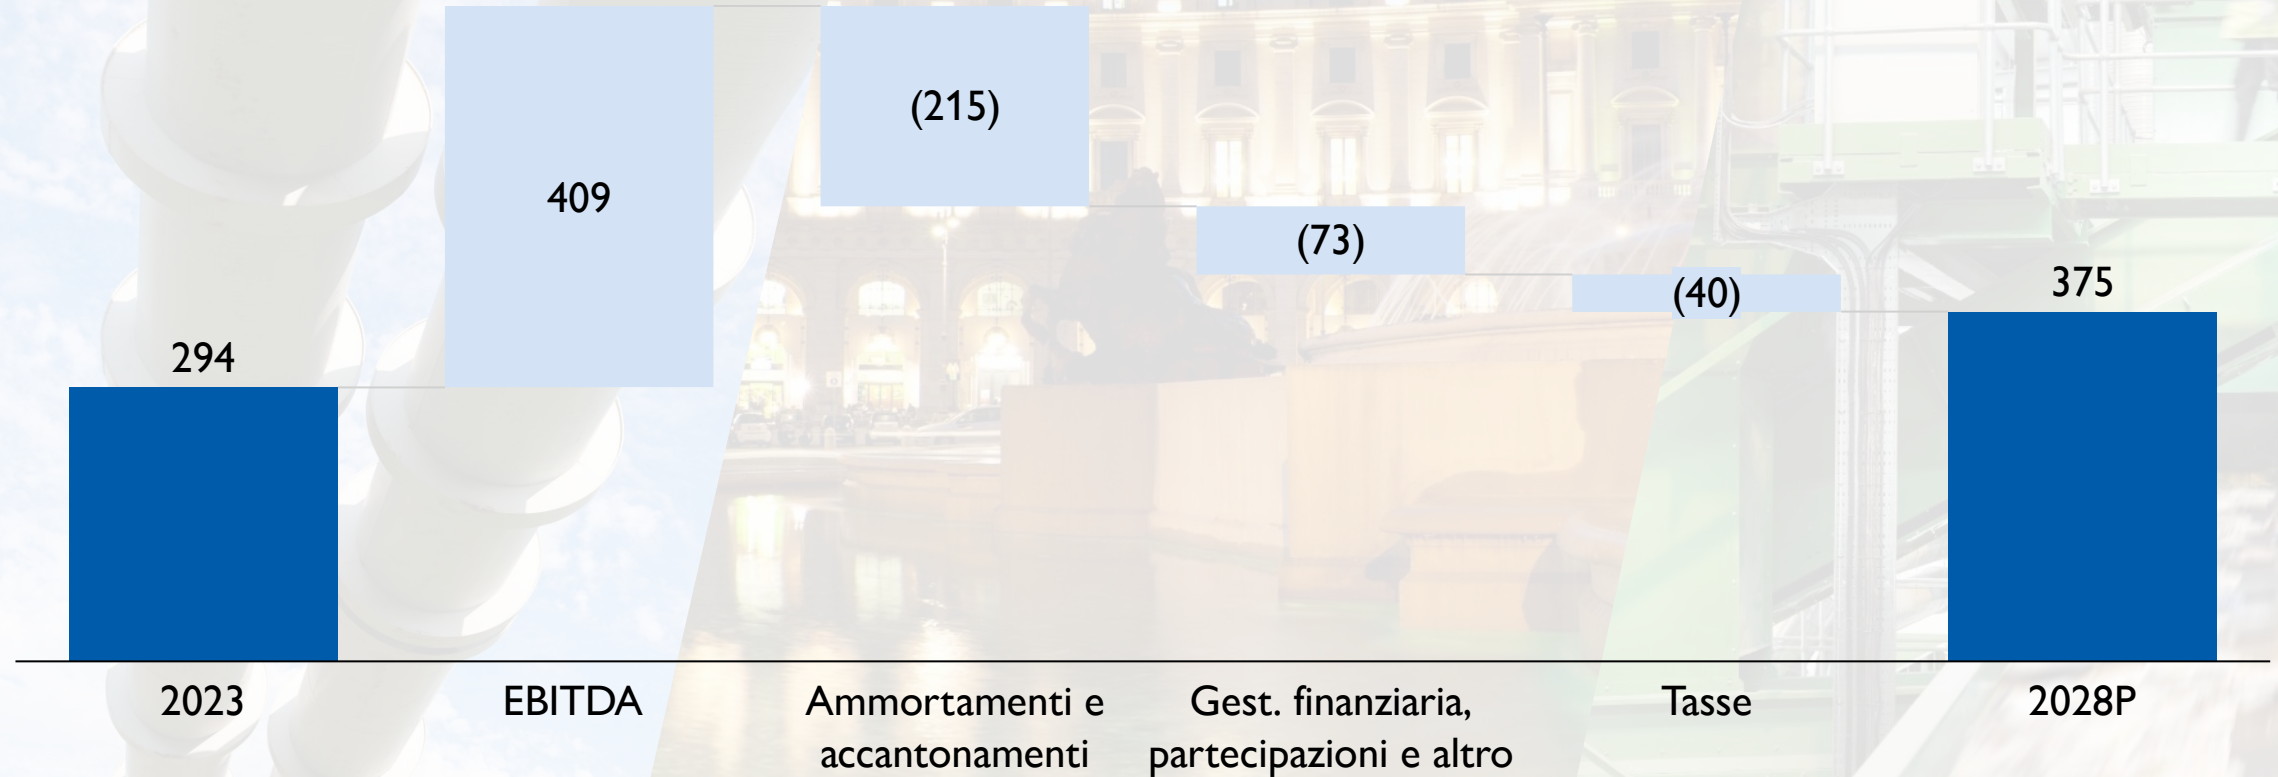 409
(215)
(73)
(40)
375
294
2023
EBITDA
Ammortamenti e
accantonamenti
Gest. finanziaria,
partecipazioni e altro
Tasse
2028P